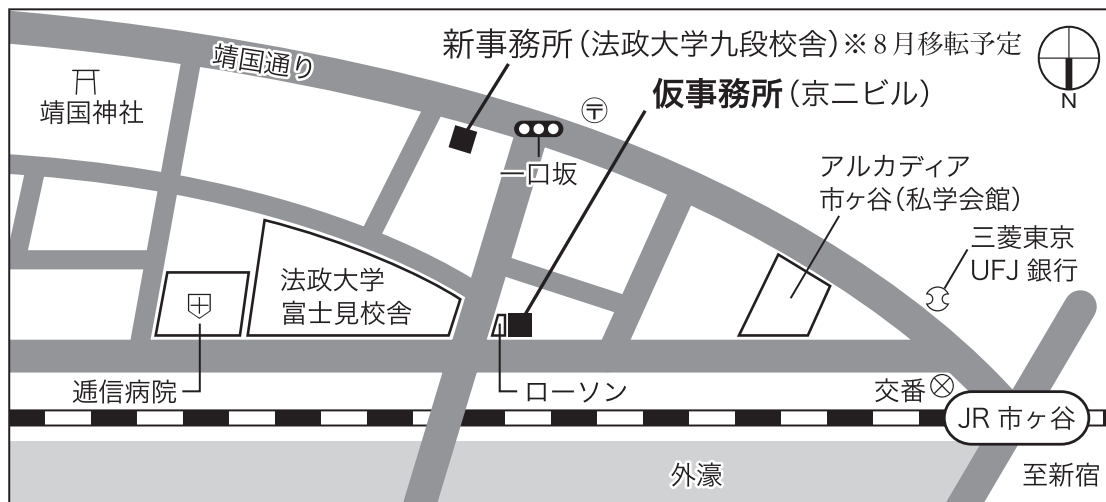 新事務所(法政大学九段校舎)※8月移転予定
靖国通り
仮事務所(京二ビル)
靖国神社
N
〒
一口坂
アルカディア
市ヶ谷(私学会館)
三菱東京
UFJ 銀行
法政大学
富士見校舎
逓信病院
ローソン
交番
JR 市ヶ谷
外濠
至新宿